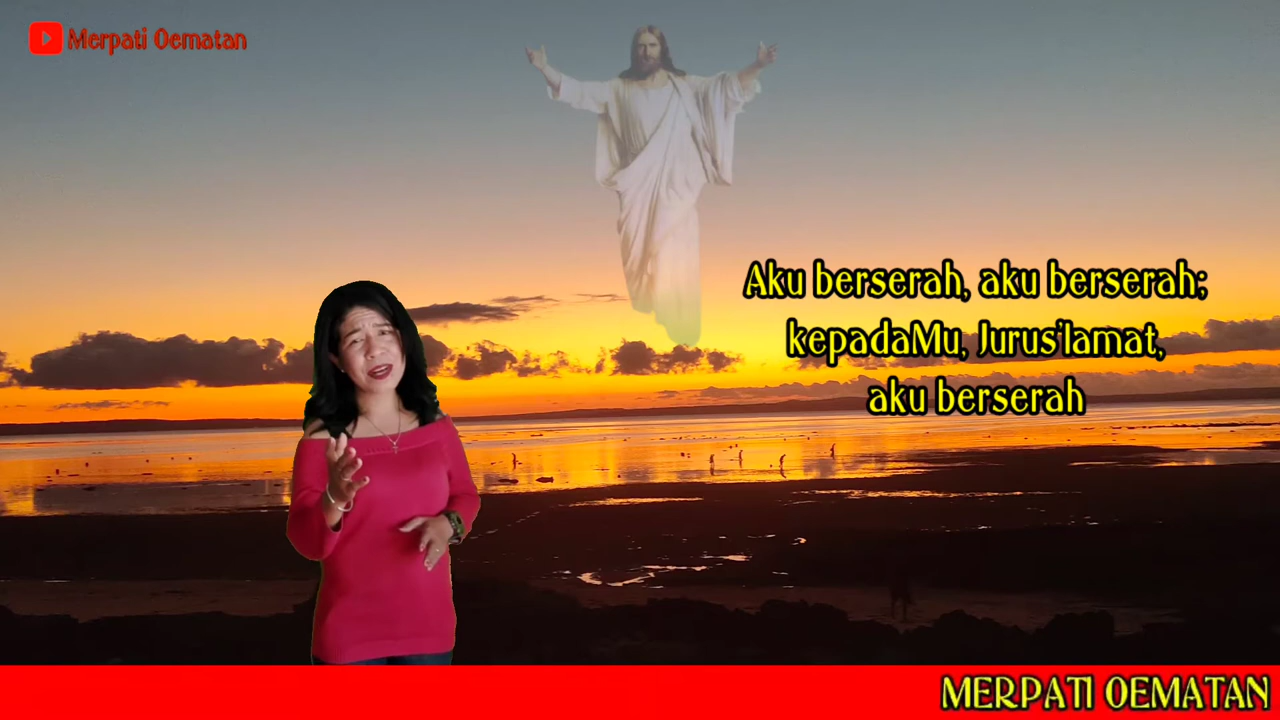 Merpati Oematan
Aku berserah, aku berserah;
kepadaMu, Jurus'lamat,
aku berserah
MERPATI OEMATAN